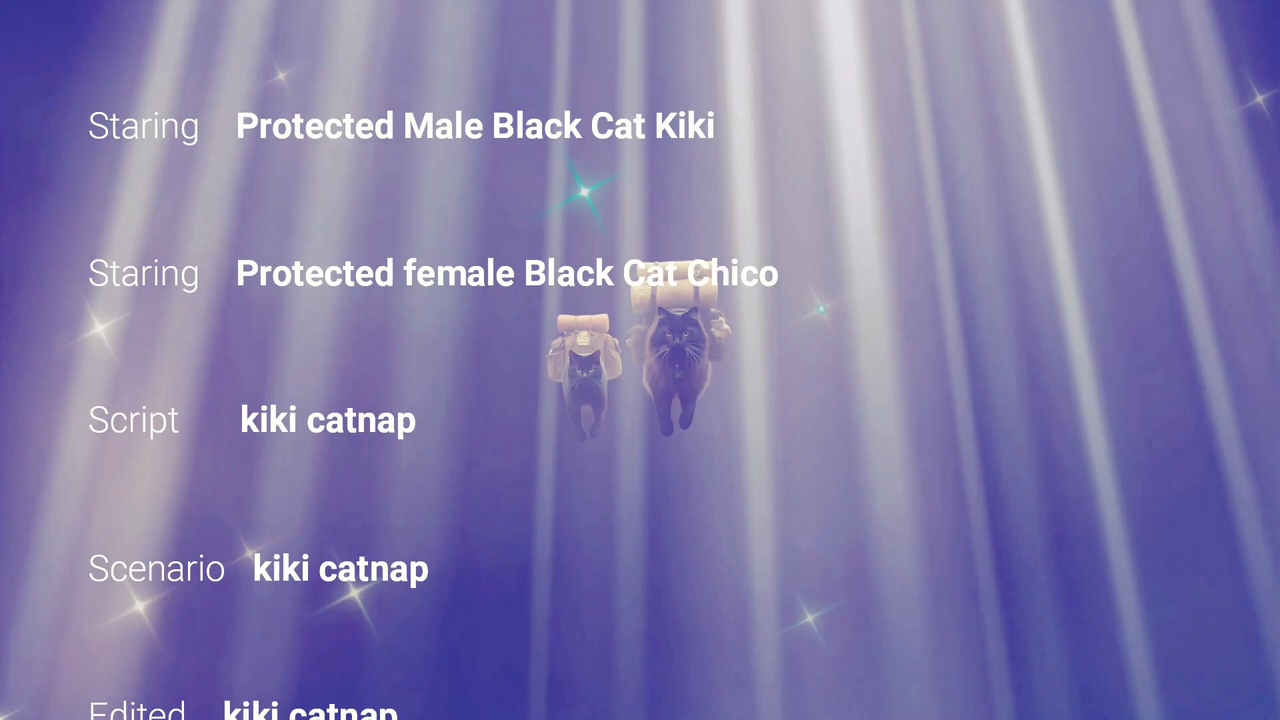 Staring Protected Male Black Cat Kiki
Staring Protected female Black Cat Chico
Script kiki catnap
Scenario kiki catnap
Edited kiki catnap